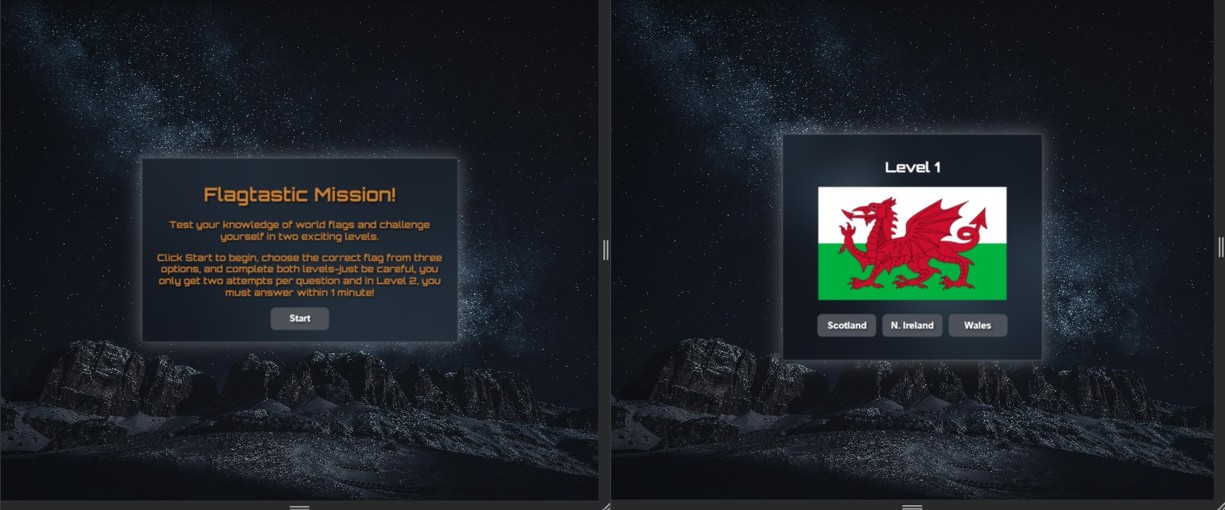 Flagtastic Mission!
Test your knowledge of world flags and challenge
yourself in two exciting levels.
Click Start to begin, choose the correct flag from three
options, and complete both levels-just be careful, you
only get two attempts per question and in Level 2, you
must answer within 1 minute!
Start
Level 1
Scotland N. Ireland Wales